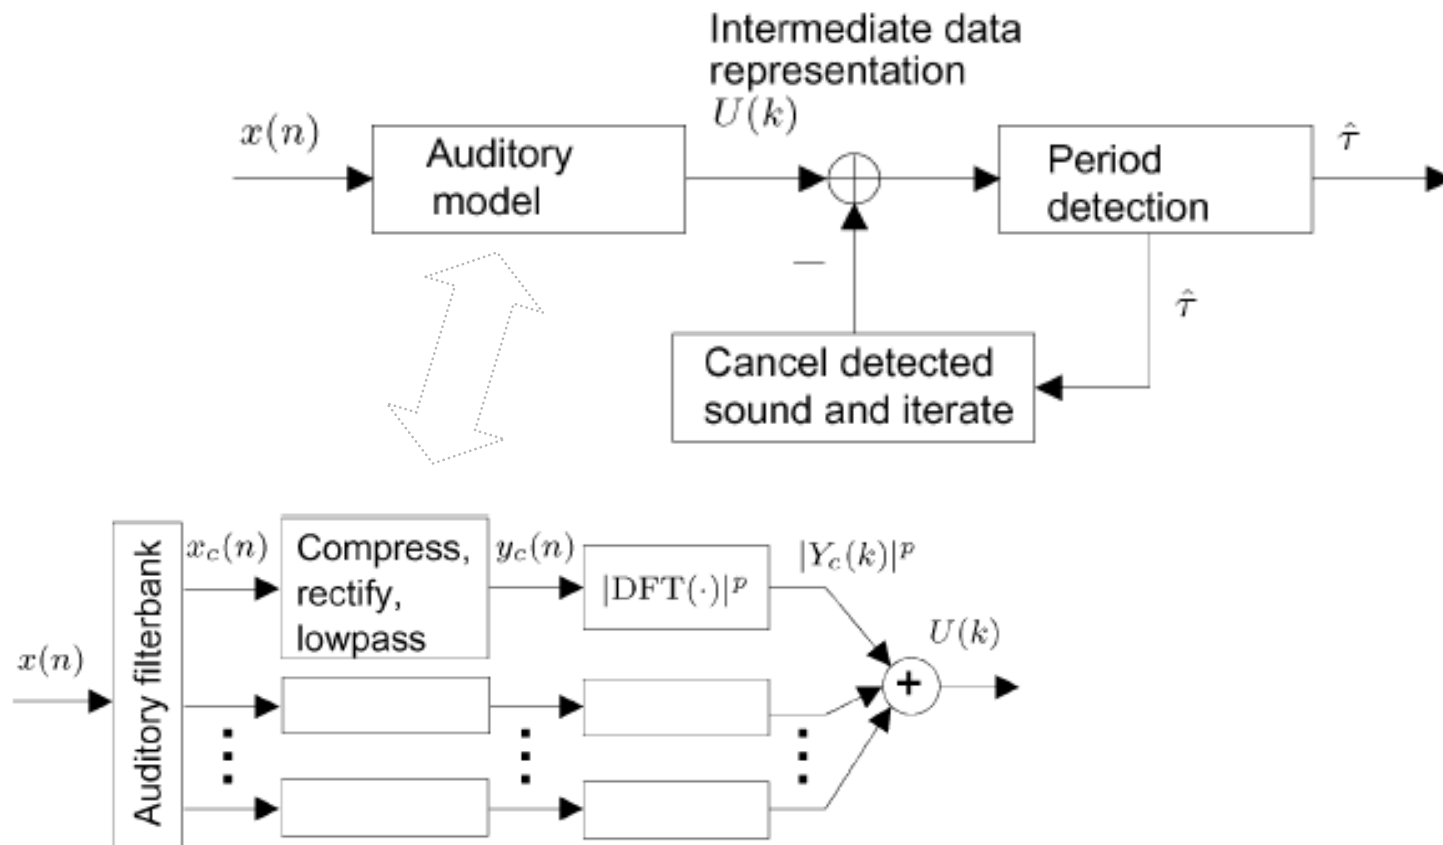 Intermediate data
representation
x(n)
U(k)
Auditory
model
Period
detection
τ̂
−
τ̂
Cancel detected
sound and iterate
x(n)
Auditory filterbank
x_c(n)
Compress,
rectify,
lowpass
y_c(n)
|DFT(·)|^p
|Y_c(k)|^p
U(k)
+